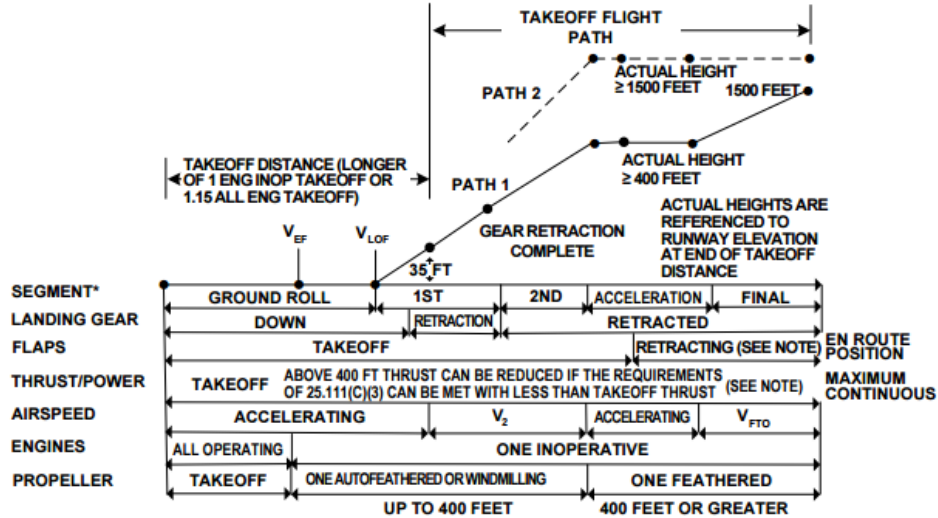 TAKEOFF FLIGHT
PATH
ACTUAL HEIGHT
≥ 1500 FEET
1500 FEET
PATH 2
TAKEOFF DISTANCE (LONGER
OF 1 ENG INOP TAKEOFF OR
1.15 ALL ENG TAKEOFF)
PATH 1
ACTUAL HEIGHT
≥ 400 FEET
GEAR RETRACTION
COMPLETE
ACTUAL HEIGHTS ARE
REFERENCED TO
RUNWAY ELEVATION
AT END OF TAKEOFF
DISTANCE
VEF
VLOF
35 FT
SEGMENT* GROUND ROLL 1ST 2ND ACCELERATION FINAL
LANDING GEAR DOWN RETRACTION RETRACTED
FLAPS TAKEOFF RETRACTING (SEE NOTE) EN ROUTE
POSITION
THRUST/POWER TAKEOFF ABOVE 400 FT THRUST CAN BE REDUCED IF THE REQUIREMENTS
OF 25.111(C)(3) CAN BE MET WITH LESS THAN TAKEOFF THRUST (SEE NOTE) MAXIMUM
CONTINUOUS
AIRSPEED ACCELERATING V2 ACCELERATING VFTO
ENGINES ALL OPERATING ONE INOPERATIVE
PROPELLER TAKEOFF ONE AUTOFEATHERED OR WINDMILLING ONE FEATHERED
UP TO 400 FEET 400 FEET OR GREATER